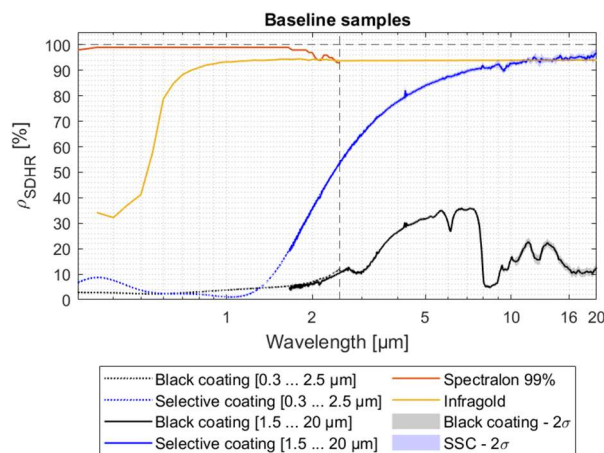 Baseline samples
100
90
80
70
60
50
40
30
20
10
0
ρSDHR [%]
1 2 5 10 16 20
Wavelength [μm]
Black coating [0.3 ... 2.5 μm]
Selective coating [0.3 ... 2.5 μm]
Black coating [1.5 ... 20 μm]
Selective coating [1.5 ... 20 μm]
Spectralon 99%
Infragold
Black coating - 2σ
SSC - 2σ